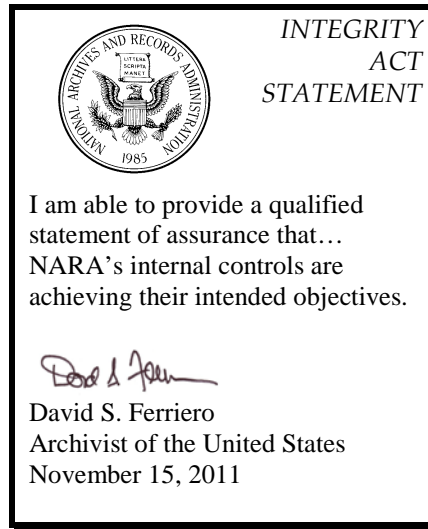 INTEGRITY
ACT
STATEMENT
NATIONAL ARCHIVES AND RECORDS ADMINISTRATION
LITTERA
SCRIPTA
MANET
1985
I am able to provide a qualified
statement of assurance that…
NARA’s internal controls are
achieving their intended objectives.
David S. Ferriero
Archivist of the United States
November 15, 2011